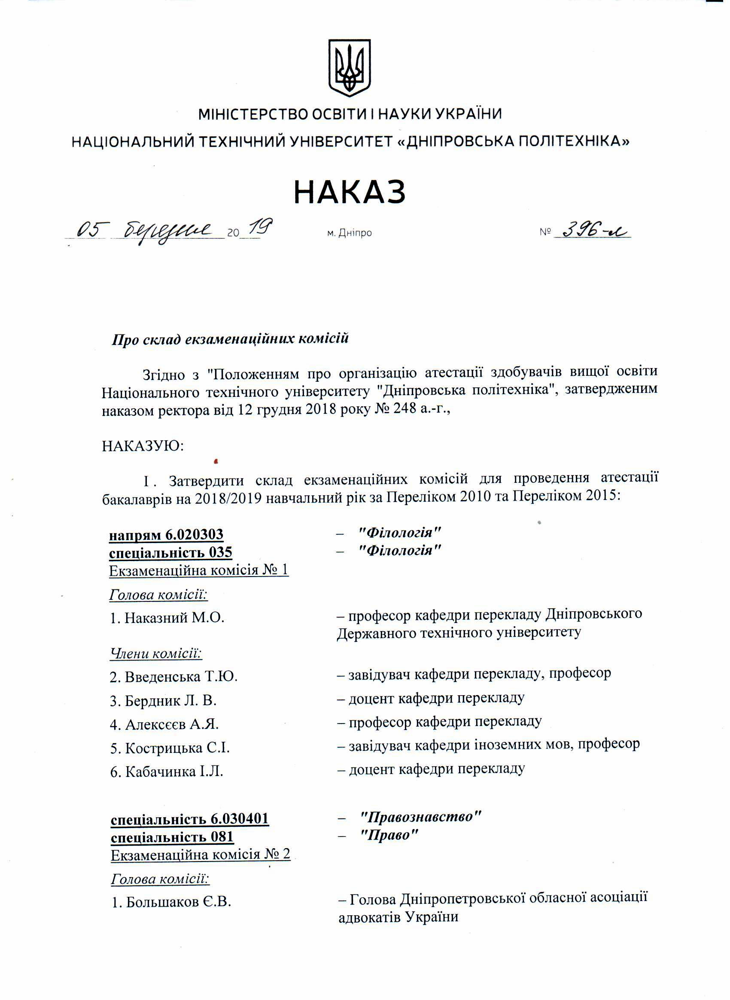 МІНІСТЕРСТВО ОСВІТИ І НАУКИ УКРАЇНИ
НАЦІОНАЛЬНИЙ ТЕХНІЧНИЙ УНІВЕРСИТЕТ «ДНІПРОВСЬКА ПОЛІТЕХНІКА»
НАКАЗ
05 березня 2019 м. Дніпро № 396-л
Про склад екзаменаційних комісій
Згідно з "Положенням про організацію атестації здобувачів вищої освіти
Національного технічного університету "Дніпровська політехніка", затвердженим
наказом ректора від 12 грудня 2018 року № 248 а.-г.,
НАКАЗУЮ:
І . Затвердити склад екзаменаційних комісій для проведення атестації
бакалаврів на 2018/2019 навчальний рік за Переліком 2010 та Переліком 2015:
напрям 6.020303 – "Філологія"
спеціальність 035 – "Філологія"
Екзаменаційна комісія № 1
Голова комісії:
1. Наказний М.О. – професор кафедри перекладу Дніпровського
Державного технічного університету
Члени комісії:
2. Введенська Т.Ю. – завідувач кафедри перекладу, професор
3. Бердник Л. В. – доцент кафедри перекладу
4. Алексєєв А.Я. – професор кафедри перекладу
5. Кострицька С.І. – завідувач кафедри іноземних мов, професор
6. Кабачинка І.Л. – доцент кафедри перекладу
спеціальність 6.030401 – "Правознавство"
спеціальність 081 – "Право"
Екзаменаційна комісія № 2
Голова комісії:
1. Большаков Є.В. – Голова Дніпропетровської обласної асоціації
адвокатів України